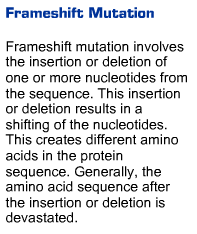 Frameshift Mutation
Frameshift mutation involves
the insertion or deletion of
one or more nucleotides from
the sequence. This insertion
or deletion results in a
shifting of the nucleotides.
This creates different amino
acids in the protein
sequence. Generally, the
amino acid sequence after
the insertion or deletion is
devastated.